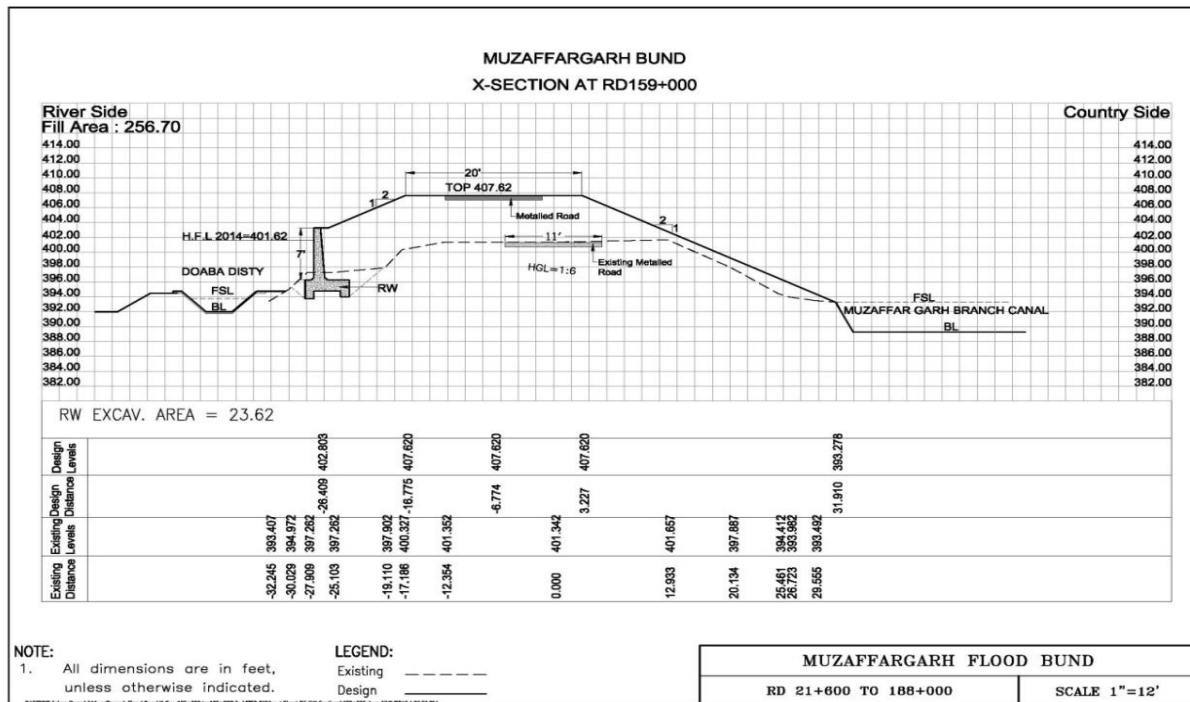 MUZAFFARGARH BUND
X-SECTION AT RD159+000
River Side
Country Side
Fill Area : 256.70
414.00
412.00
410.00
408.00
406.00
404.00
402.00
400.00
398.00
396.00
394.00
392.00
390.00
388.00
386.00
384.00
382.00
414.00
412.00
410.00
408.00
406.00
404.00
402.00
400.00
398.00
396.00
394.00
392.00
390.00
388.00
386.00
384.00
382.00
20'
TOP 407.62
Metalled Road
1 2
2 1
H.F.L 2014=401.62
7'
11'
Existing Metalled
Road
HGL=1:6
DOABA DISTY
FSL
BL
RW
FSL
MUZAFFAR GARH BRANCH CANAL
BL
RW EXCAV. AREA = 23.62
Design Levels
402.803 407.620 407.620 407.620 393.278
Design Distance
-26.409 -16.775 -6.774 3.227 31.910
Existing Levels
393.407 394.972 397.262 397.262 397.902 400.327 401.352 401.342 401.657 397.887 394.412 393.982 393.492
Existing Distance
-32.245 -30.029 -27.909 -25.103 -19.110 -17.186 -12.354 0.000 12.933 20.134 25.461 26.723 29.555
NOTE:
1. All dimensions are in feet,
unless otherwise indicated.
LEGEND:
Existing
Design
MUZAFFARGARH FLOOD BUND
RD 21+600 TO 188+000
SCALE 1"=12'